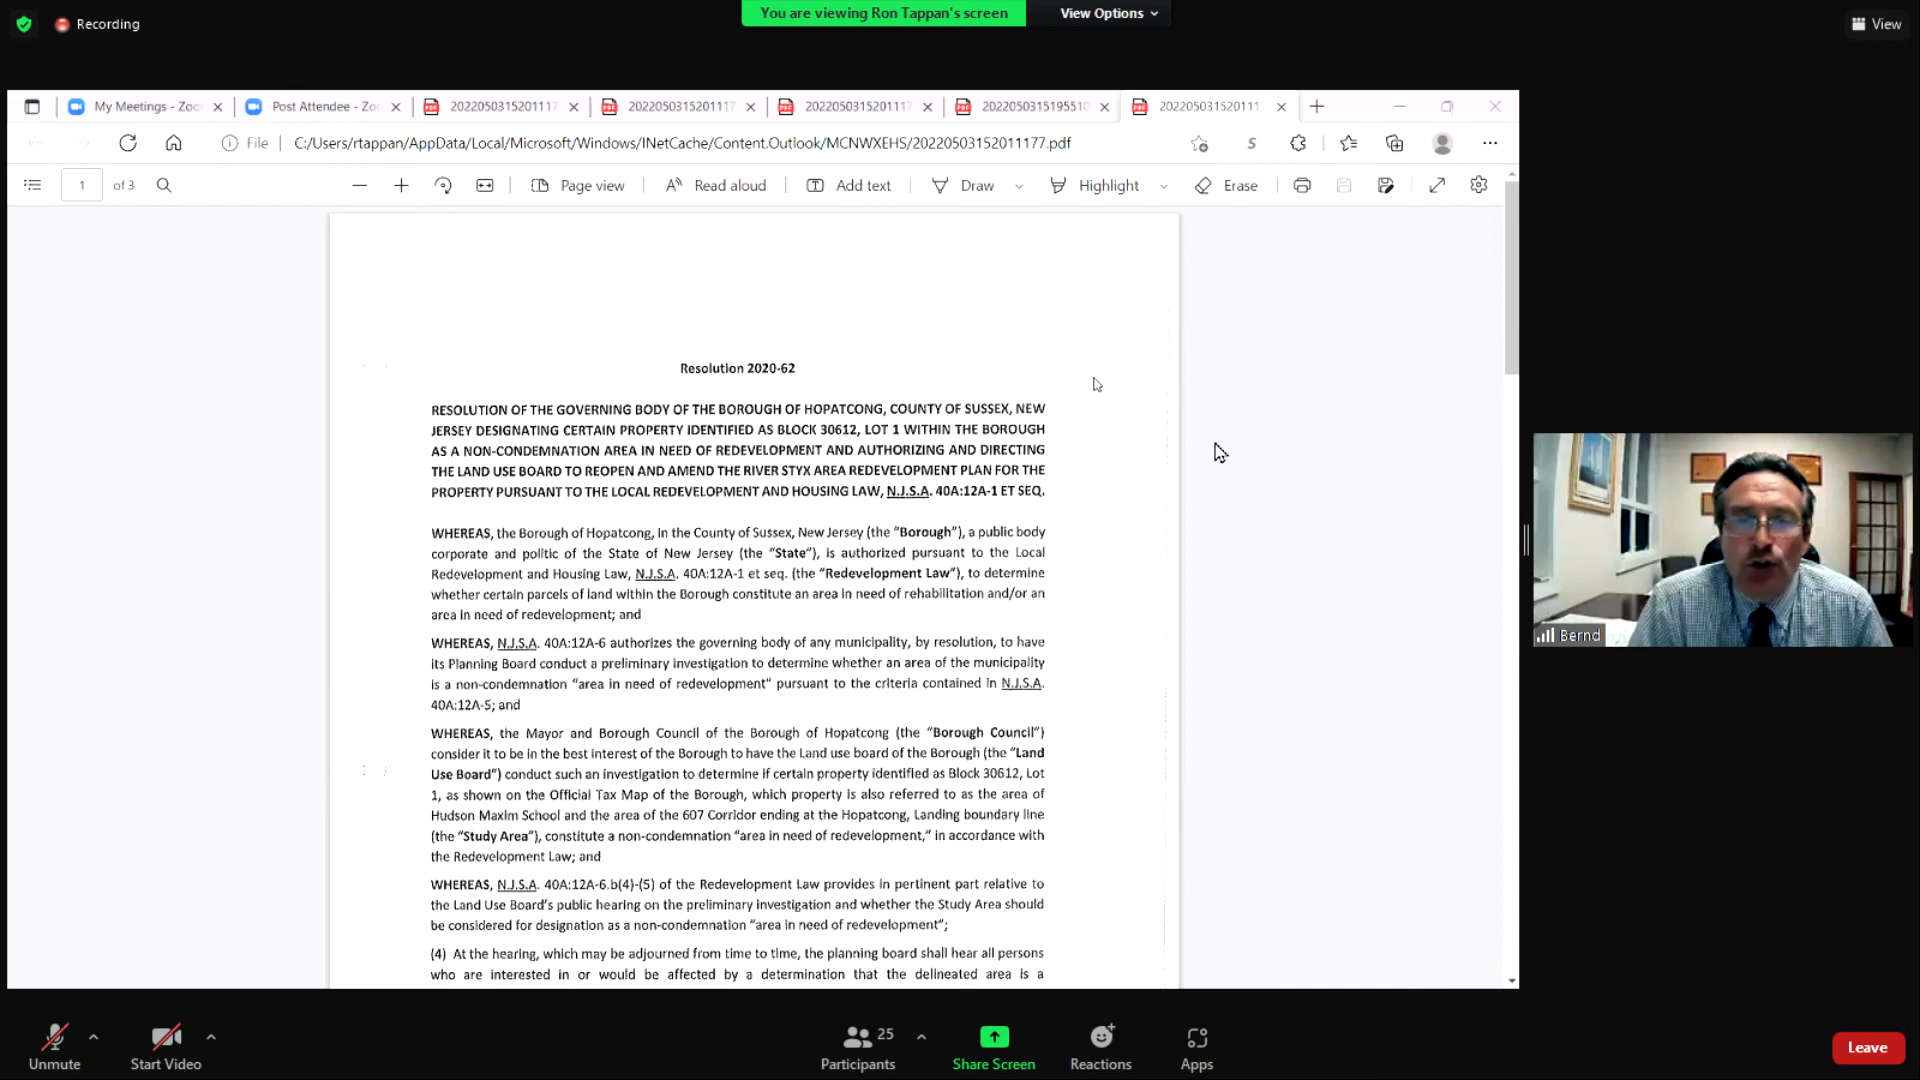 Recording
You are viewing Ron Tappan's screen
View Options
View
My Meetings - Zoo
Post Attendee - Zo
2022050315201117
2022050315201117
2022050315201117
2022050315195510
202205031520111
File
C:/Users/rtappan/AppData/Local/Microsoft/Windows/INetCache/Content.Outlook/MCNWXEHS/20220503152011177.pdf
1 of 3
Page view
Read aloud
Add text
Draw
Highlight
Erase
Resolution 2020-62
RESOLUTION OF THE GOVERNING BODY OF THE BOROUGH OF HOPATCONG, COUNTY OF SUSSEX, NEW
JERSEY DESIGNATING CERTAIN PROPERTY IDENTIFIED AS BLOCK 30612, LOT 1 WITHIN THE BOROUGH
AS A NON-CONDEMNATION AREA IN NEED OF REDEVELOPMENT AND AUTHORIZING AND DIRECTING
THE LAND USE BOARD TO REOPEN AND AMEND THE RIVER STYX AREA REDEVELOPMENT PLAN FOR THE
PROPERTY PURSUANT TO THE LOCAL REDEVELOPMENT AND HOUSING LAW, N.J.S.A. 40A:12A-1 ET SEQ.
WHEREAS, the Borough of Hopatcong, in the County of Sussex, New Jersey (the "Borough"), a public body
corporate and politic of the State of New Jersey (the "State"), is authorized pursuant to the Local
Redevelopment and Housing Law, N.J.S.A. 40A:12A-1 et seq. (the "Redevelopment Law"), to determine
whether certain parcels of land within the Borough constitute an area in need of rehabilitation and/or an
area in need of redevelopment; and
WHEREAS, N.J.S.A. 40A:12A-6 authorizes the governing body of any municipality, by resolution, to have
its Planning Board conduct a preliminary investigation to determine whether an area of the municipality
is a non-condemnation "area in need of redevelopment" pursuant to the criteria contained in N.J.S.A.
40A:12A-5; and
WHEREAS, the Mayor and Borough Council of the Borough of Hopatcong (the "Borough Council")
consider it to be in the best interest of the Borough to have the Land use board of the Borough (the "Land
Use Board") conduct such an investigation to determine if certain property identified as Block 30612, Lot
1, as shown on the Official Tax Map of the Borough, which property is also referred to as the area of
Hudson Maxim School and the area of the 607 Corridor ending at the Hopatcong, Landing boundary line
(the "Study Area"), constitute a non-condemnation "area in need of redevelopment," in accordance with
the Redevelopment Law; and
WHEREAS, N.J.S.A. 40A:12A-6.b(4)-(5) of the Redevelopment Law provides in pertinent part relative to
the Land Use Board's public hearing on the preliminary investigation and whether the Study Area should
be considered for designation as a non-condemnation "area in need of redevelopment";
(4) At the hearing, which may be adjourned from time to time, the planning board shall hear all persons
who are interested in or would be affected by a determination that the delineated area is a
Bernd
Unmute
Start Video
25
Participants
Share Screen
Reactions
Apps
Leave